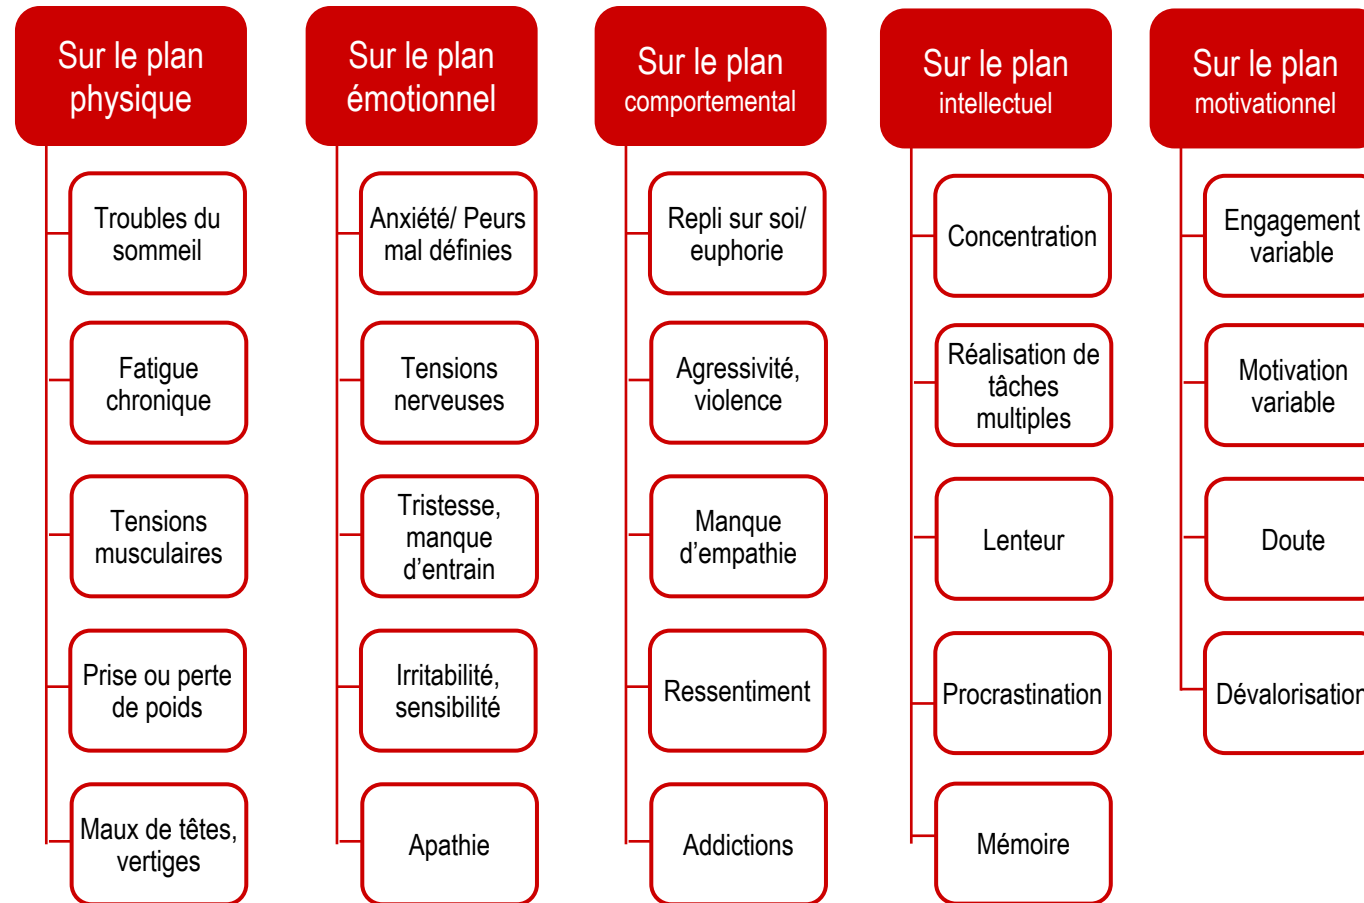 Sur le plan
physique
Troubles du
sommeil
Fatigue
chronique
Tensions
musculaires
Prise ou perte
de poids
Maux de têtes,
vertiges
Sur le plan
émotionnel
Anxiété/ Peurs
mal définies
Tensions
nerveuses
Tristesse,
manque
d’entrain
Irritabilité,
sensibilité
Apathie
Sur le plan
comportemental
Repli sur soi/
euphorie
Agressivité,
violence
Manque
d’empathie
Ressentiment
Addictions
Sur le plan
intellectuel
Concentration
Réalisation de
tâches
multiples
Lenteur
Procrastination
Mémoire
Sur le plan
motivationnel
Engagement
variable
Motivation
variable
Doute
Dévalorisation